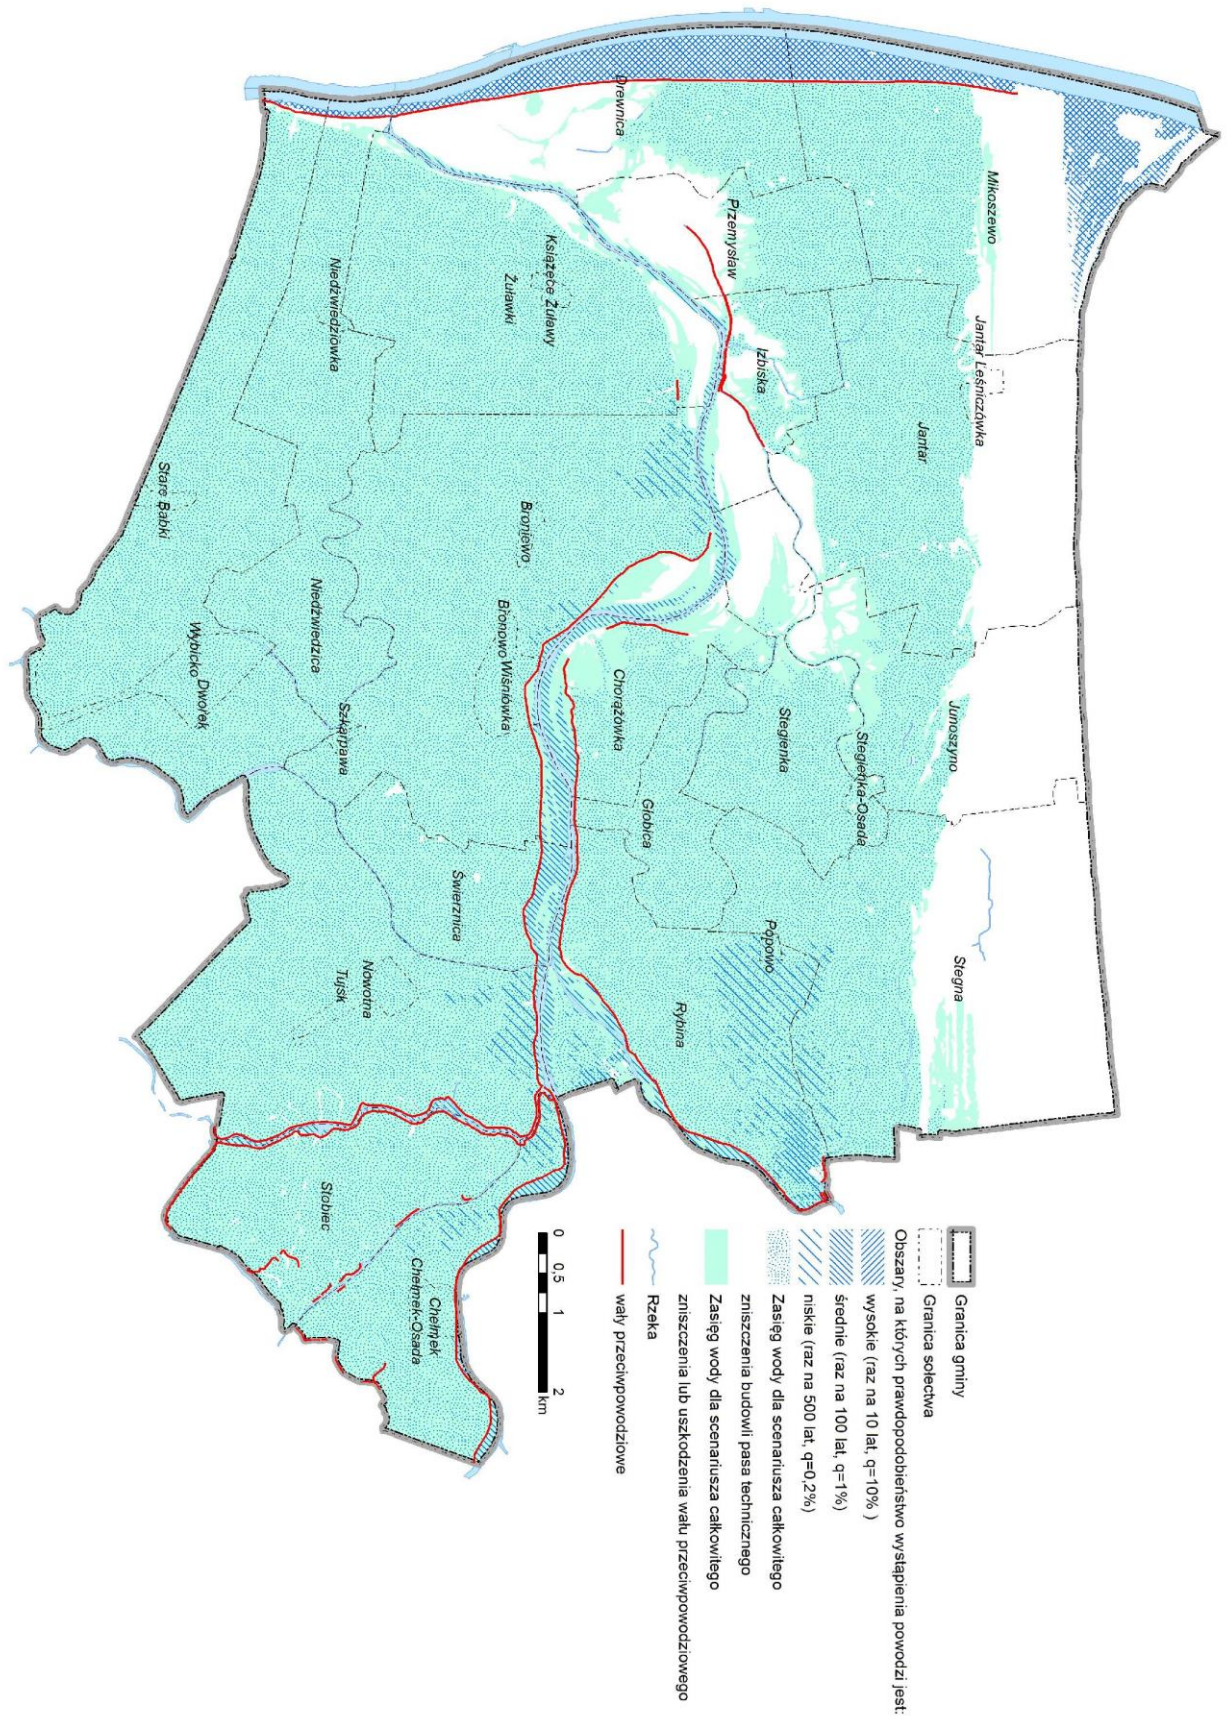 Mikoszewo
Jantar Leśniczówka
Jantar
Junoszyno
Stegna
Drewnica
Przemysław
Izbiska
Stegienka-Osada
Stegienka
Popowo
Chorążówka
Głobica
Rybina
Książęce Żuławy
Żuławki
Broniewo
Bronowo
Wiśniówka
Niedźwiedziówka
Niedźwiedzica
Szkarpawa
Świerznica
Nowotna
Tujsk
Stare Babki
Wybicko
Dworek
Stobiec
Chełmek
Chełmek-Osada
Granica gminy
Granica sołectwa
Obszary, na których prawdopodobieństwo wystąpienia powodzi jest:
wysokie (raz na 10 lat, q=10% )
średnie (raz na 100 lat, q=1%)
niskie (raz na 500 lat, q=0,2%)
Zasięg wody dla scenariusza całkowitego
zniszczenia budowli pasa technicznego
Zasięg wody dla scenariusza całkowitego
zniszczenia lub uszkodzenia wału przeciwpowodziowego
Rzeka
wały przeciwpowodziowe
0 0,5 1 2
km